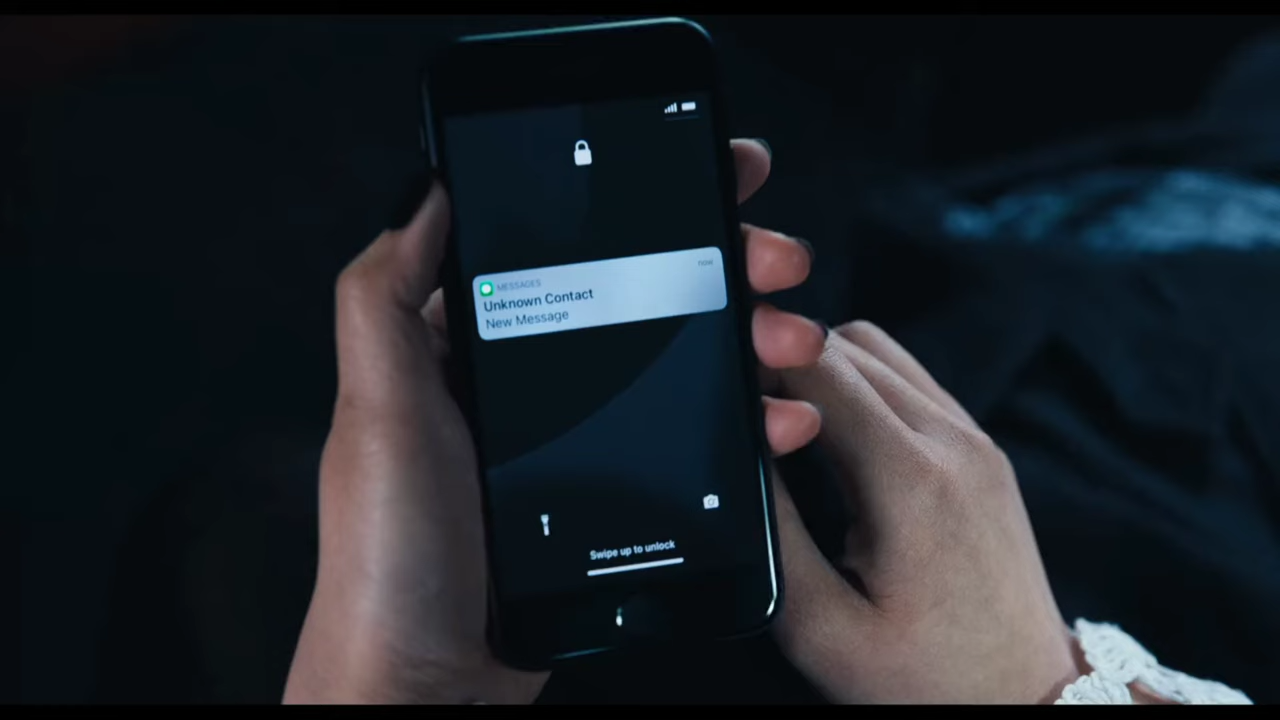 MESSAGES
now
Unknown Contact
New Message
Swipe up to unlock